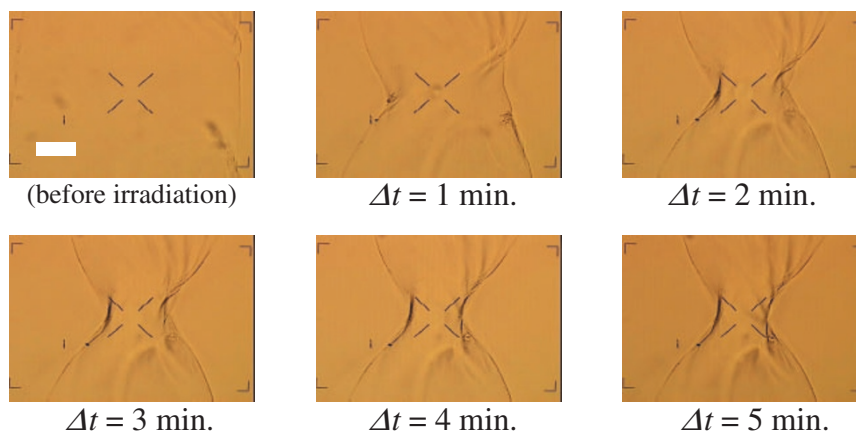 (before irradiation)
Δt = 1 min.
Δt = 2 min.
Δt = 3 min.
Δt = 4 min.
Δt = 5 min.